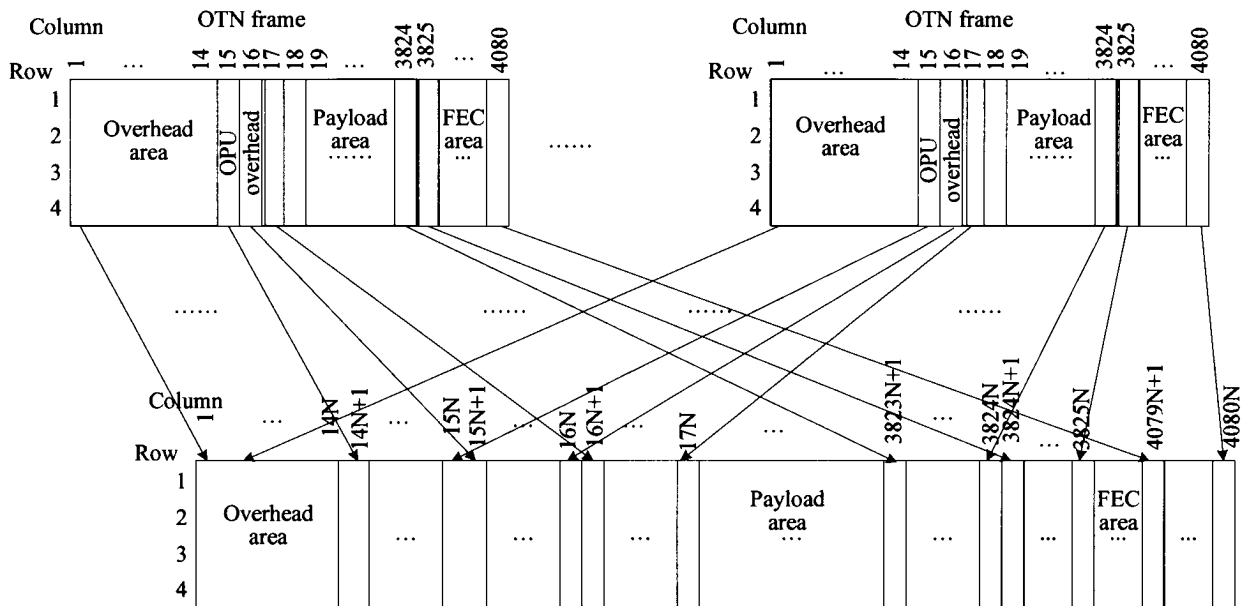 OTN frame
Column
1 ... 14 15 16 17 18 19 ... 3824 3825 ... 4080
Row
1
2
3
4
Overhead area
OPU overhead
Payload area
......
FEC area
...
......
OTN frame
Column
1 ... 14 15 16 17 18 19 ... 3824 3825 ... 4080
Row
1
2
3
4
Overhead area
OPU overhead
Payload area
......
FEC area
...
...... ...... ...... ......
Column
1 ... 14N 14N+1 ... 15N 15N+1 ... 16N 16N+1 ... 17N ... 3823N+1 ... 3824N 3824N+1 ... 3825N 4079N+1 4080N
Row
1
2
3
4
Overhead area
...
...
...
Payload area
...
...
...
FEC area
...
...